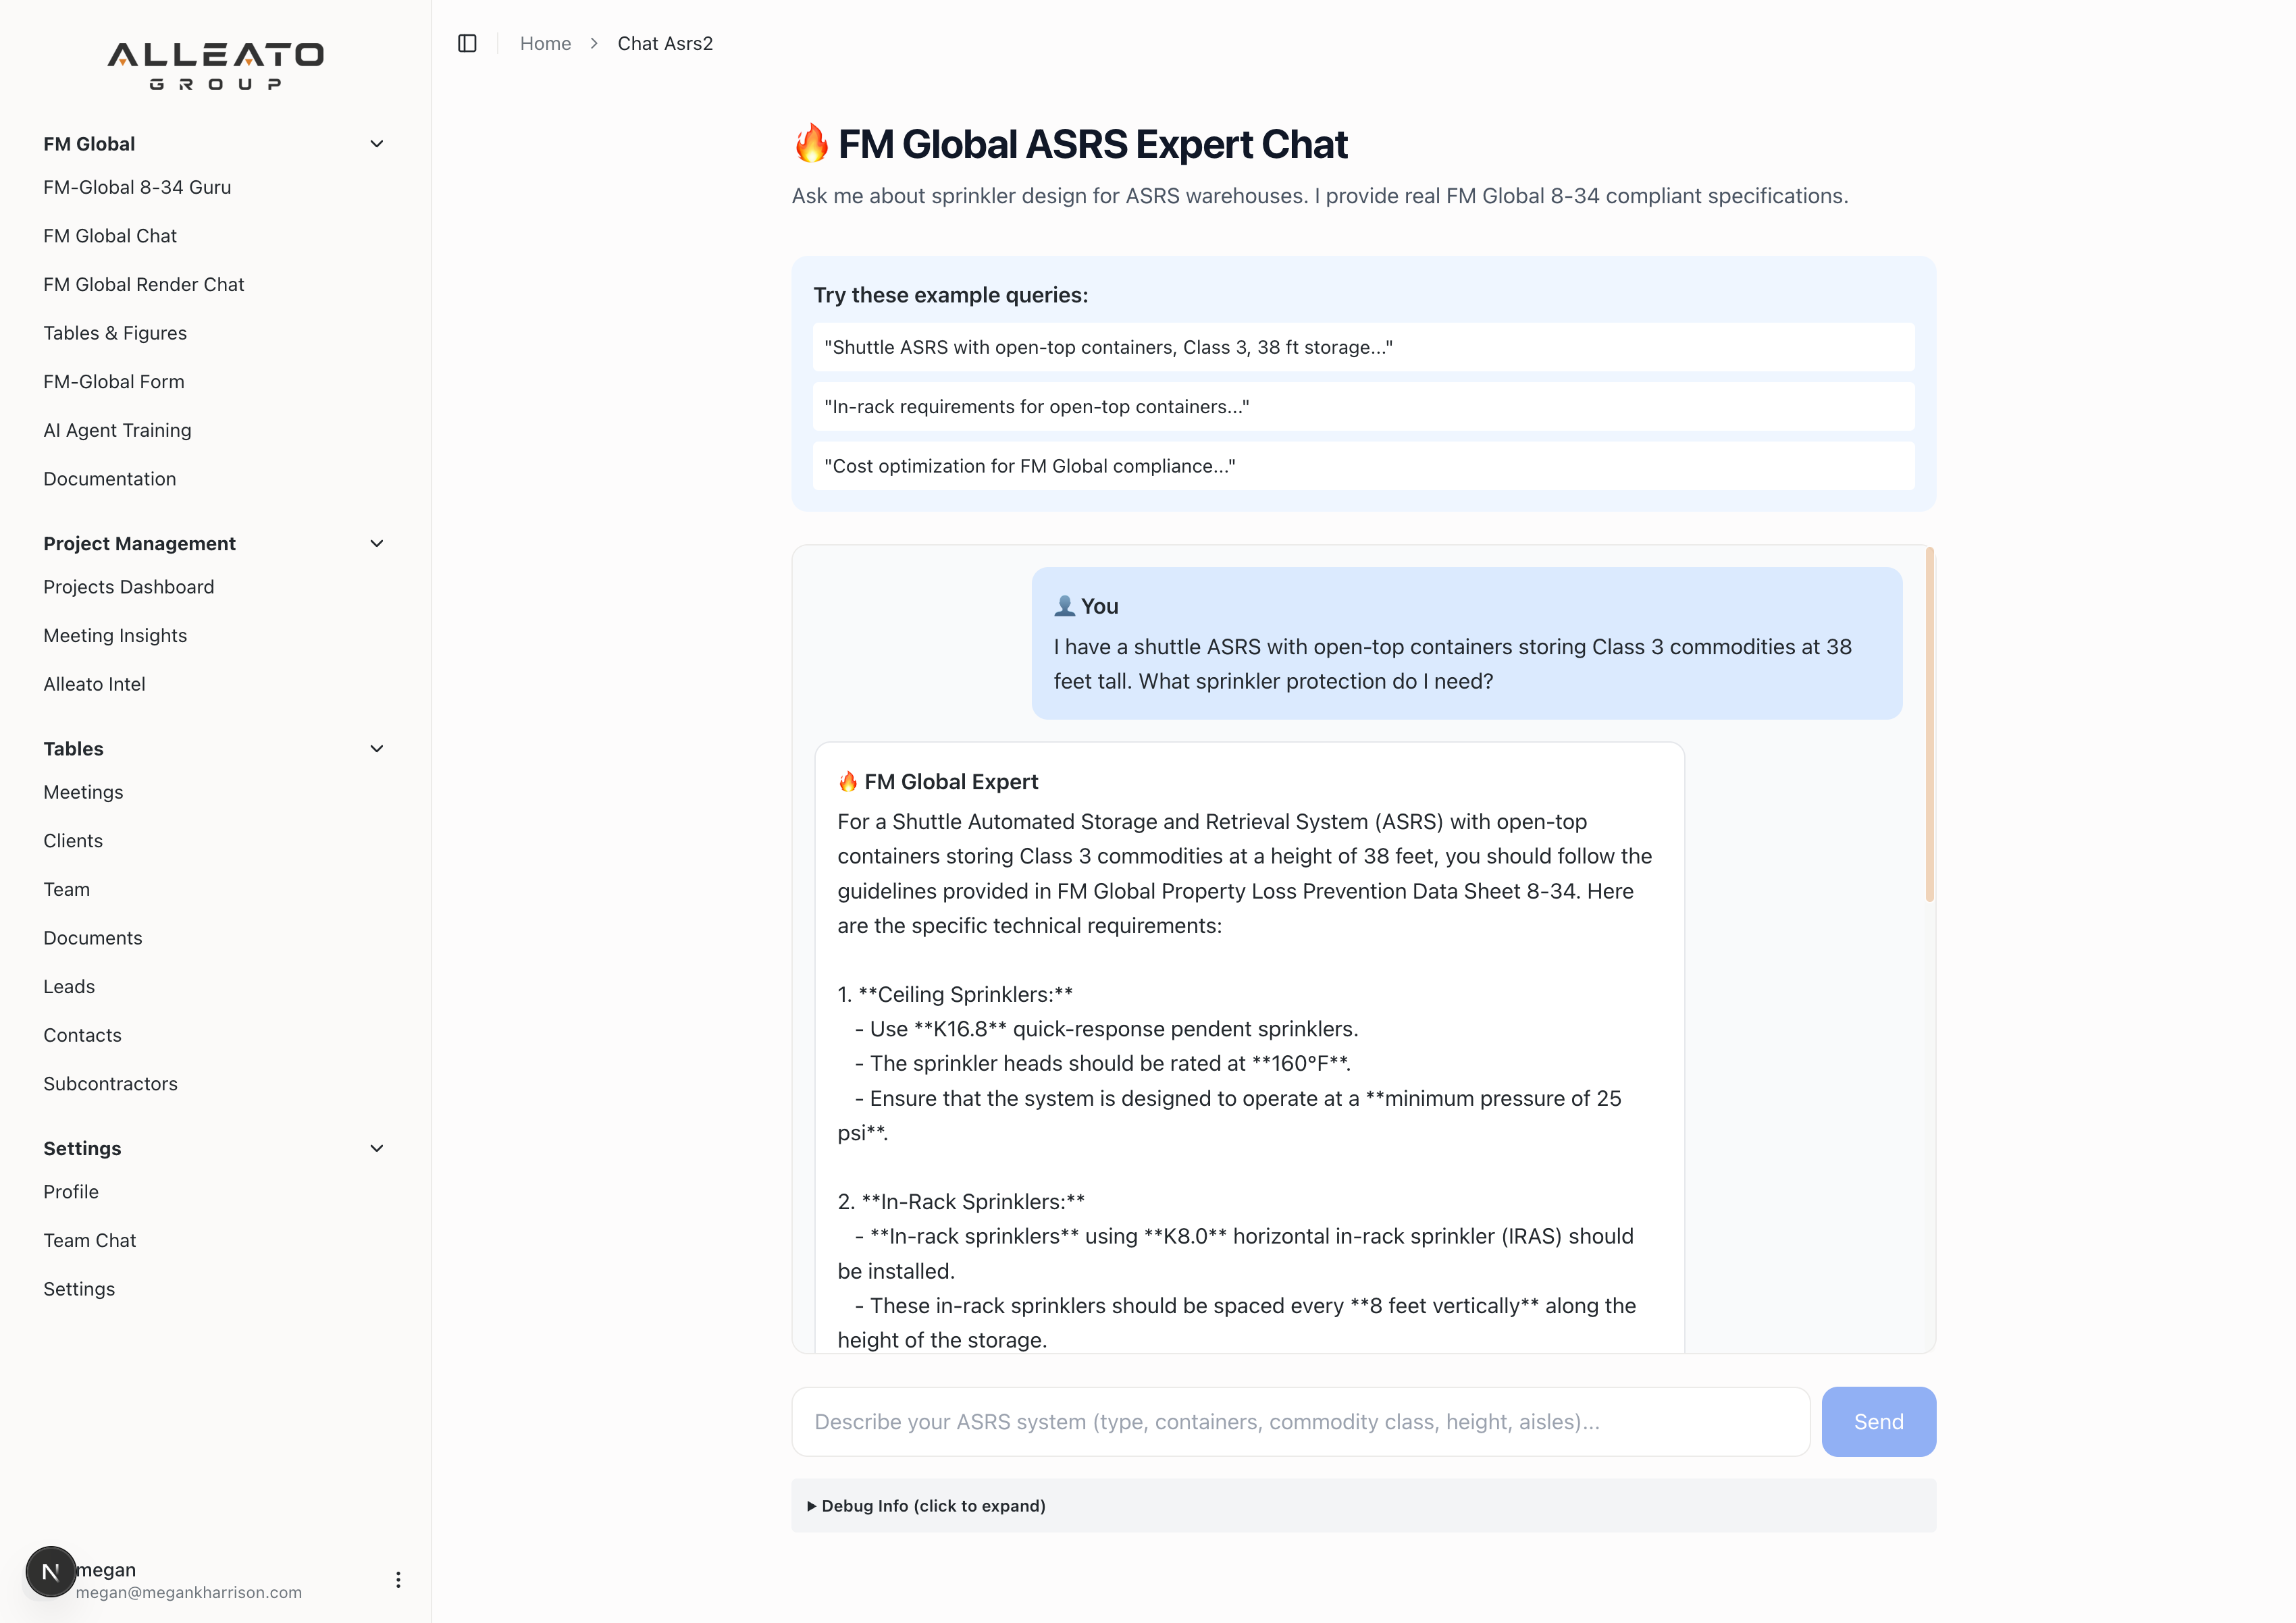 ALLEATO
GROUP
FM Global
FM-Global 8-34 Guru
FM Global Chat
FM Global Render Chat
Tables & Figures
FM-Global Form
AI Agent Training
Documentation
Project Management
Projects Dashboard
Meeting Insights
Alleato Intel
Tables
Meetings
Clients
Team
Documents
Leads
Contacts
Subcontractors
Settings
Profile
Team Chat
Settings
N
megan
megan@megankharrison.com
Home
Chat Asrs2
🔥 FM Global ASRS Expert Chat
Ask me about sprinkler design for ASRS warehouses. I provide real FM Global 8-34 compliant specifications.
Try these example queries:
"Shuttle ASRS with open-top containers, Class 3, 38 ft storage..."
"In-rack requirements for open-top containers..."
"Cost optimization for FM Global compliance..."
👤 You
I have a shuttle ASRS with open-top containers storing Class 3 commodities at 38
feet tall. What sprinkler protection do I need?
🔥 FM Global Expert
For a Shuttle Automated Storage and Retrieval System (ASRS) with open-top
containers storing Class 3 commodities at a height of 38 feet, you should follow the
guidelines provided in FM Global Property Loss Prevention Data Sheet 8-34. Here
are the specific technical requirements:
1. **Ceiling Sprinklers:**
- Use **K16.8** quick-response pendent sprinklers.
- The sprinkler heads should be rated at **160°F**.
- Ensure that the system is designed to operate at a **minimum pressure of 25
psi**.
2. **In-Rack Sprinklers:**
- **In-rack sprinklers** using **K8.0** horizontal in-rack sprinkler (IRAS) should
be installed.
- These in-rack sprinklers should be spaced every **8 feet vertically** along the
height of the storage.
Describe your ASRS system (type, containers, commodity class, height, aisles)...
Send
Debug Info (click to expand)